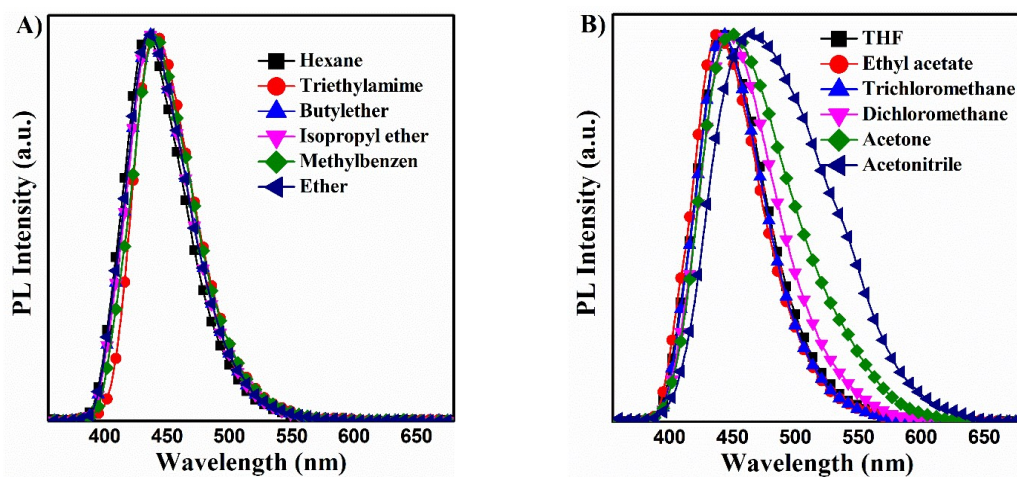 A)
Hexane
Triethylamime
Butylether
Isopropyl ether
Methylbenzen
Ether
PL Intensity (a.u.)
400 450 500 550 600 650
Wavelength (nm)
B)
THF
Ethyl acetate
Trichloromethane
Dichloromethane
Acetone
Acetonitrile
PL Intensity (a.u.)
400 450 500 550 600 650
Wavelength (nm)